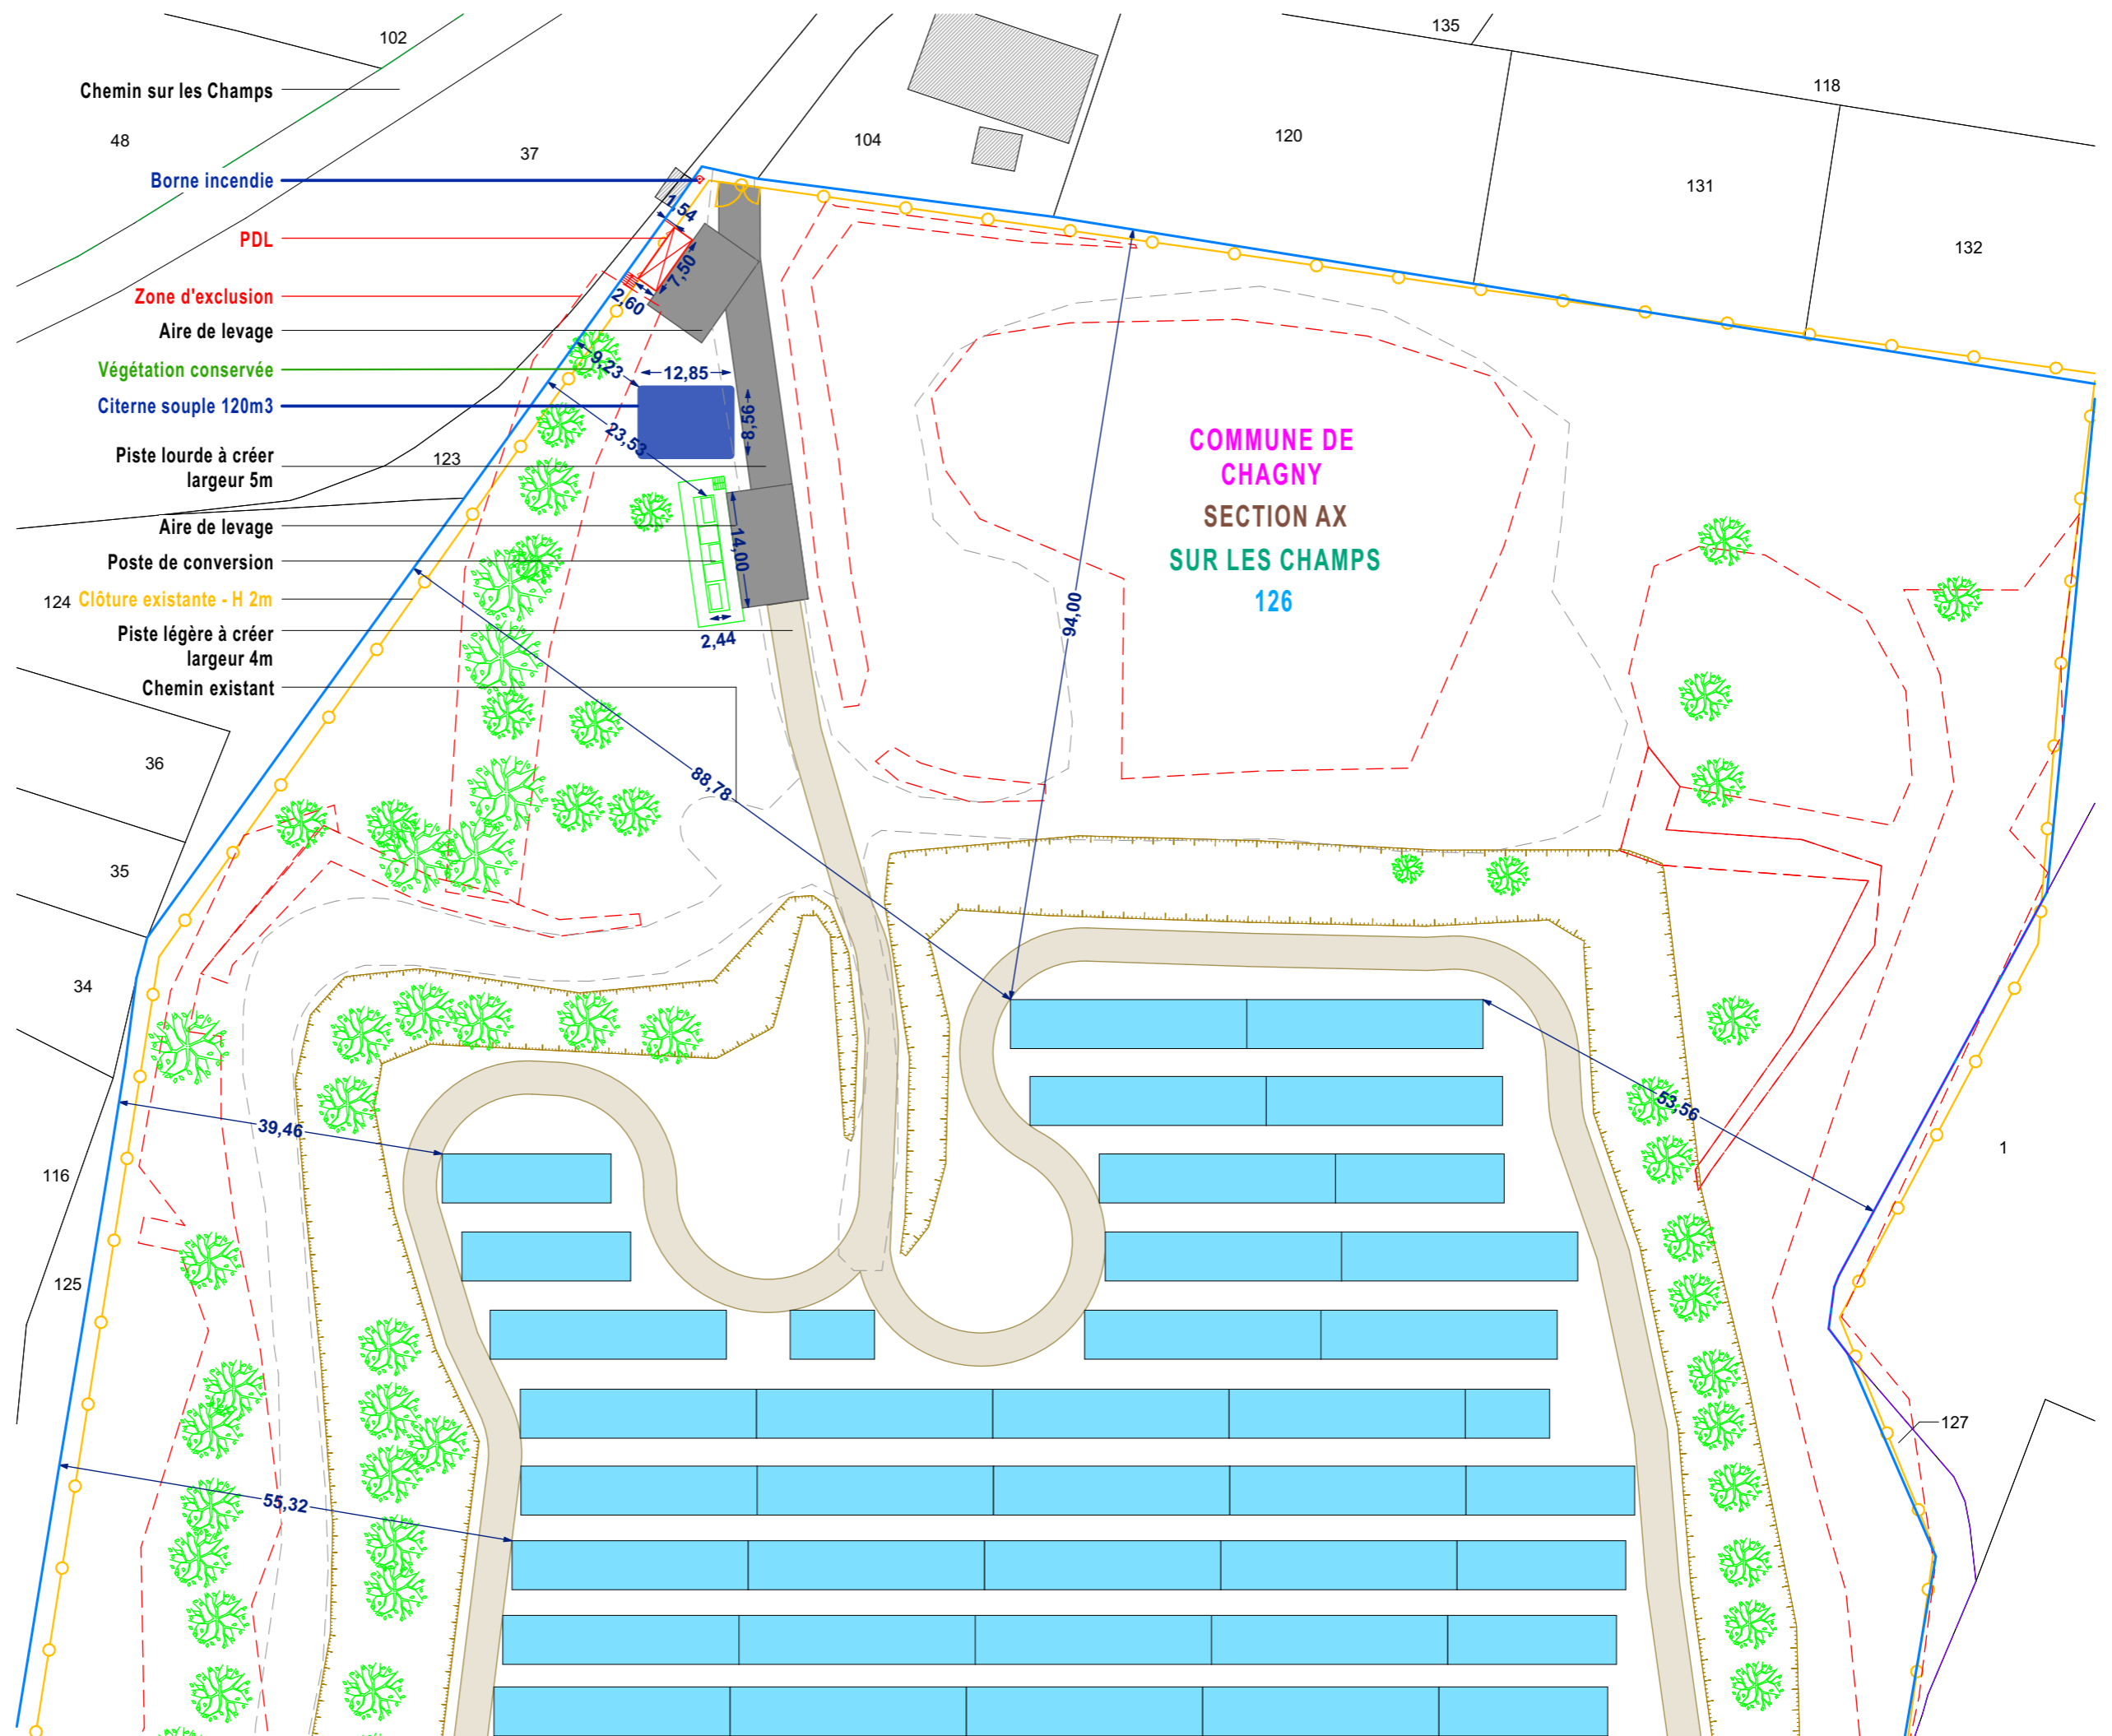 102
135
118
Chemin sur les Champs
48
37
104
120
131
132
Borne incendie
1,54
PDL
7,50
Zone d'exclusion
2,60
Aire de levage
9,23
12,85
Végétation conservée
Citerne souple 120m3
8,56
23,53
COMMUNE DE
CHAGNY
SECTION AX
SUR LES CHAMPS
126
Piste lourde à créer
largeur 5m
123
Aire de levage
14,00
Poste de conversion
124
Clôture existante - H 2m
Piste légère à créer
largeur 4m
2,44
94,00
Chemin existant
36
88,78
35
34
39,46
53,56
116
1
125
127
55,32